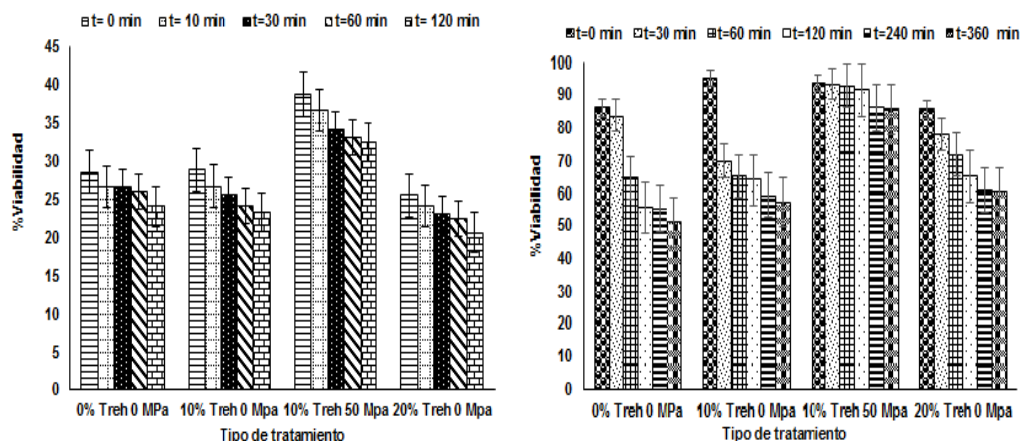 t= 0 min t= 10 min t=30 min t=60 min t= 120 min
45
40
35
30
25
20
15
10
5
0
%Viabilidad
0% Treh 0 MPa 10% Treh 0 Mpa 10% Treh 50 Mpa 20% Treh 0 Mpa
Tipo de tratamiento
t=0 min t=30 min t=60 min t=120 min t=240 min t=360 min
100
90
80
70
60
50
40
30
20
10
0
%Viabilidad
0% Treh 0 MPa 10% Treh 0 Mpa 10% Treh 50 Mpa 20% Treh 0 Mpa
Tipo de tratamiento